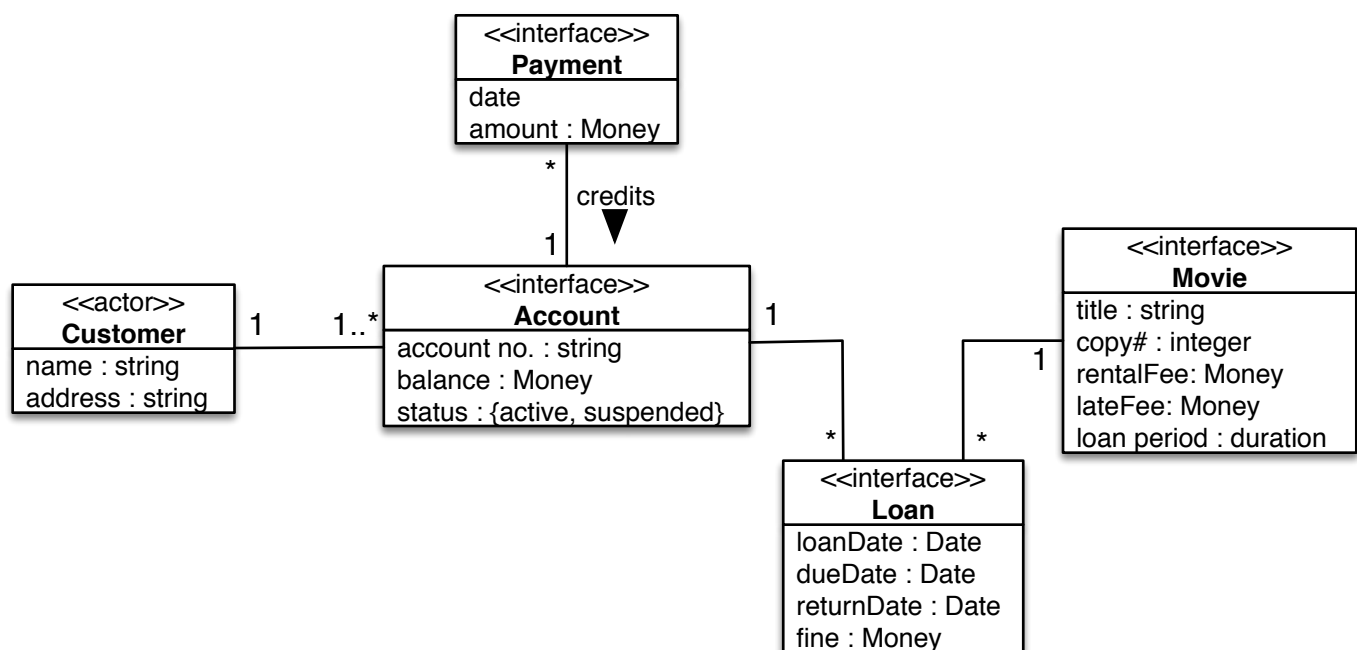 <<interface>>
Payment
date
amount : Money
*
credits
1
<<actor>>
Customer
name : string
address : string
1
1..*
<<interface>>
Account
account no. : string
balance : Money
status : {active, suspended}
1
*
<<interface>>
Movie
title : string
copy# : integer
rentalFee: Money
lateFee: Money
loan period : duration
1
*
<<interface>>
Loan
loanDate : Date
dueDate : Date
returnDate : Date
fine : Money